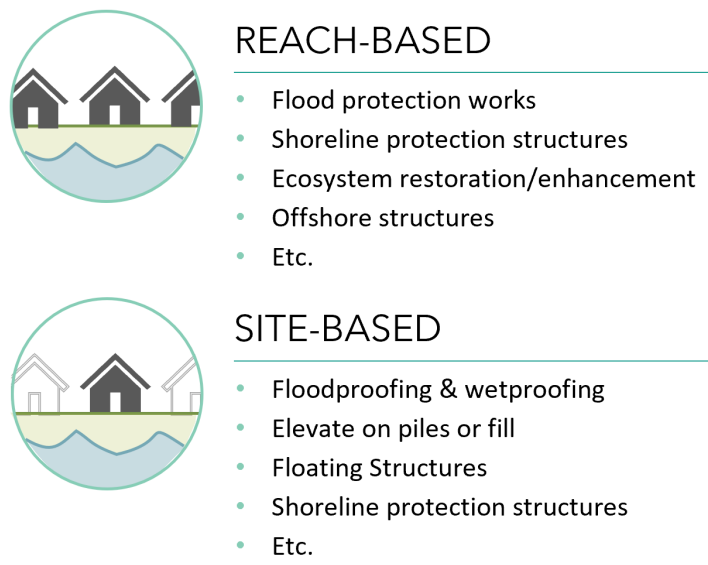 REACH-BASED
• Flood protection works
• Shoreline protection structures
• Ecosystem restoration/enhancement
• Offshore structures
• Etc.
SITE-BASED
• Floodproofing & wetproofing
• Elevate on piles or fill
• Floating Structures
• Shoreline protection structures
• Etc.